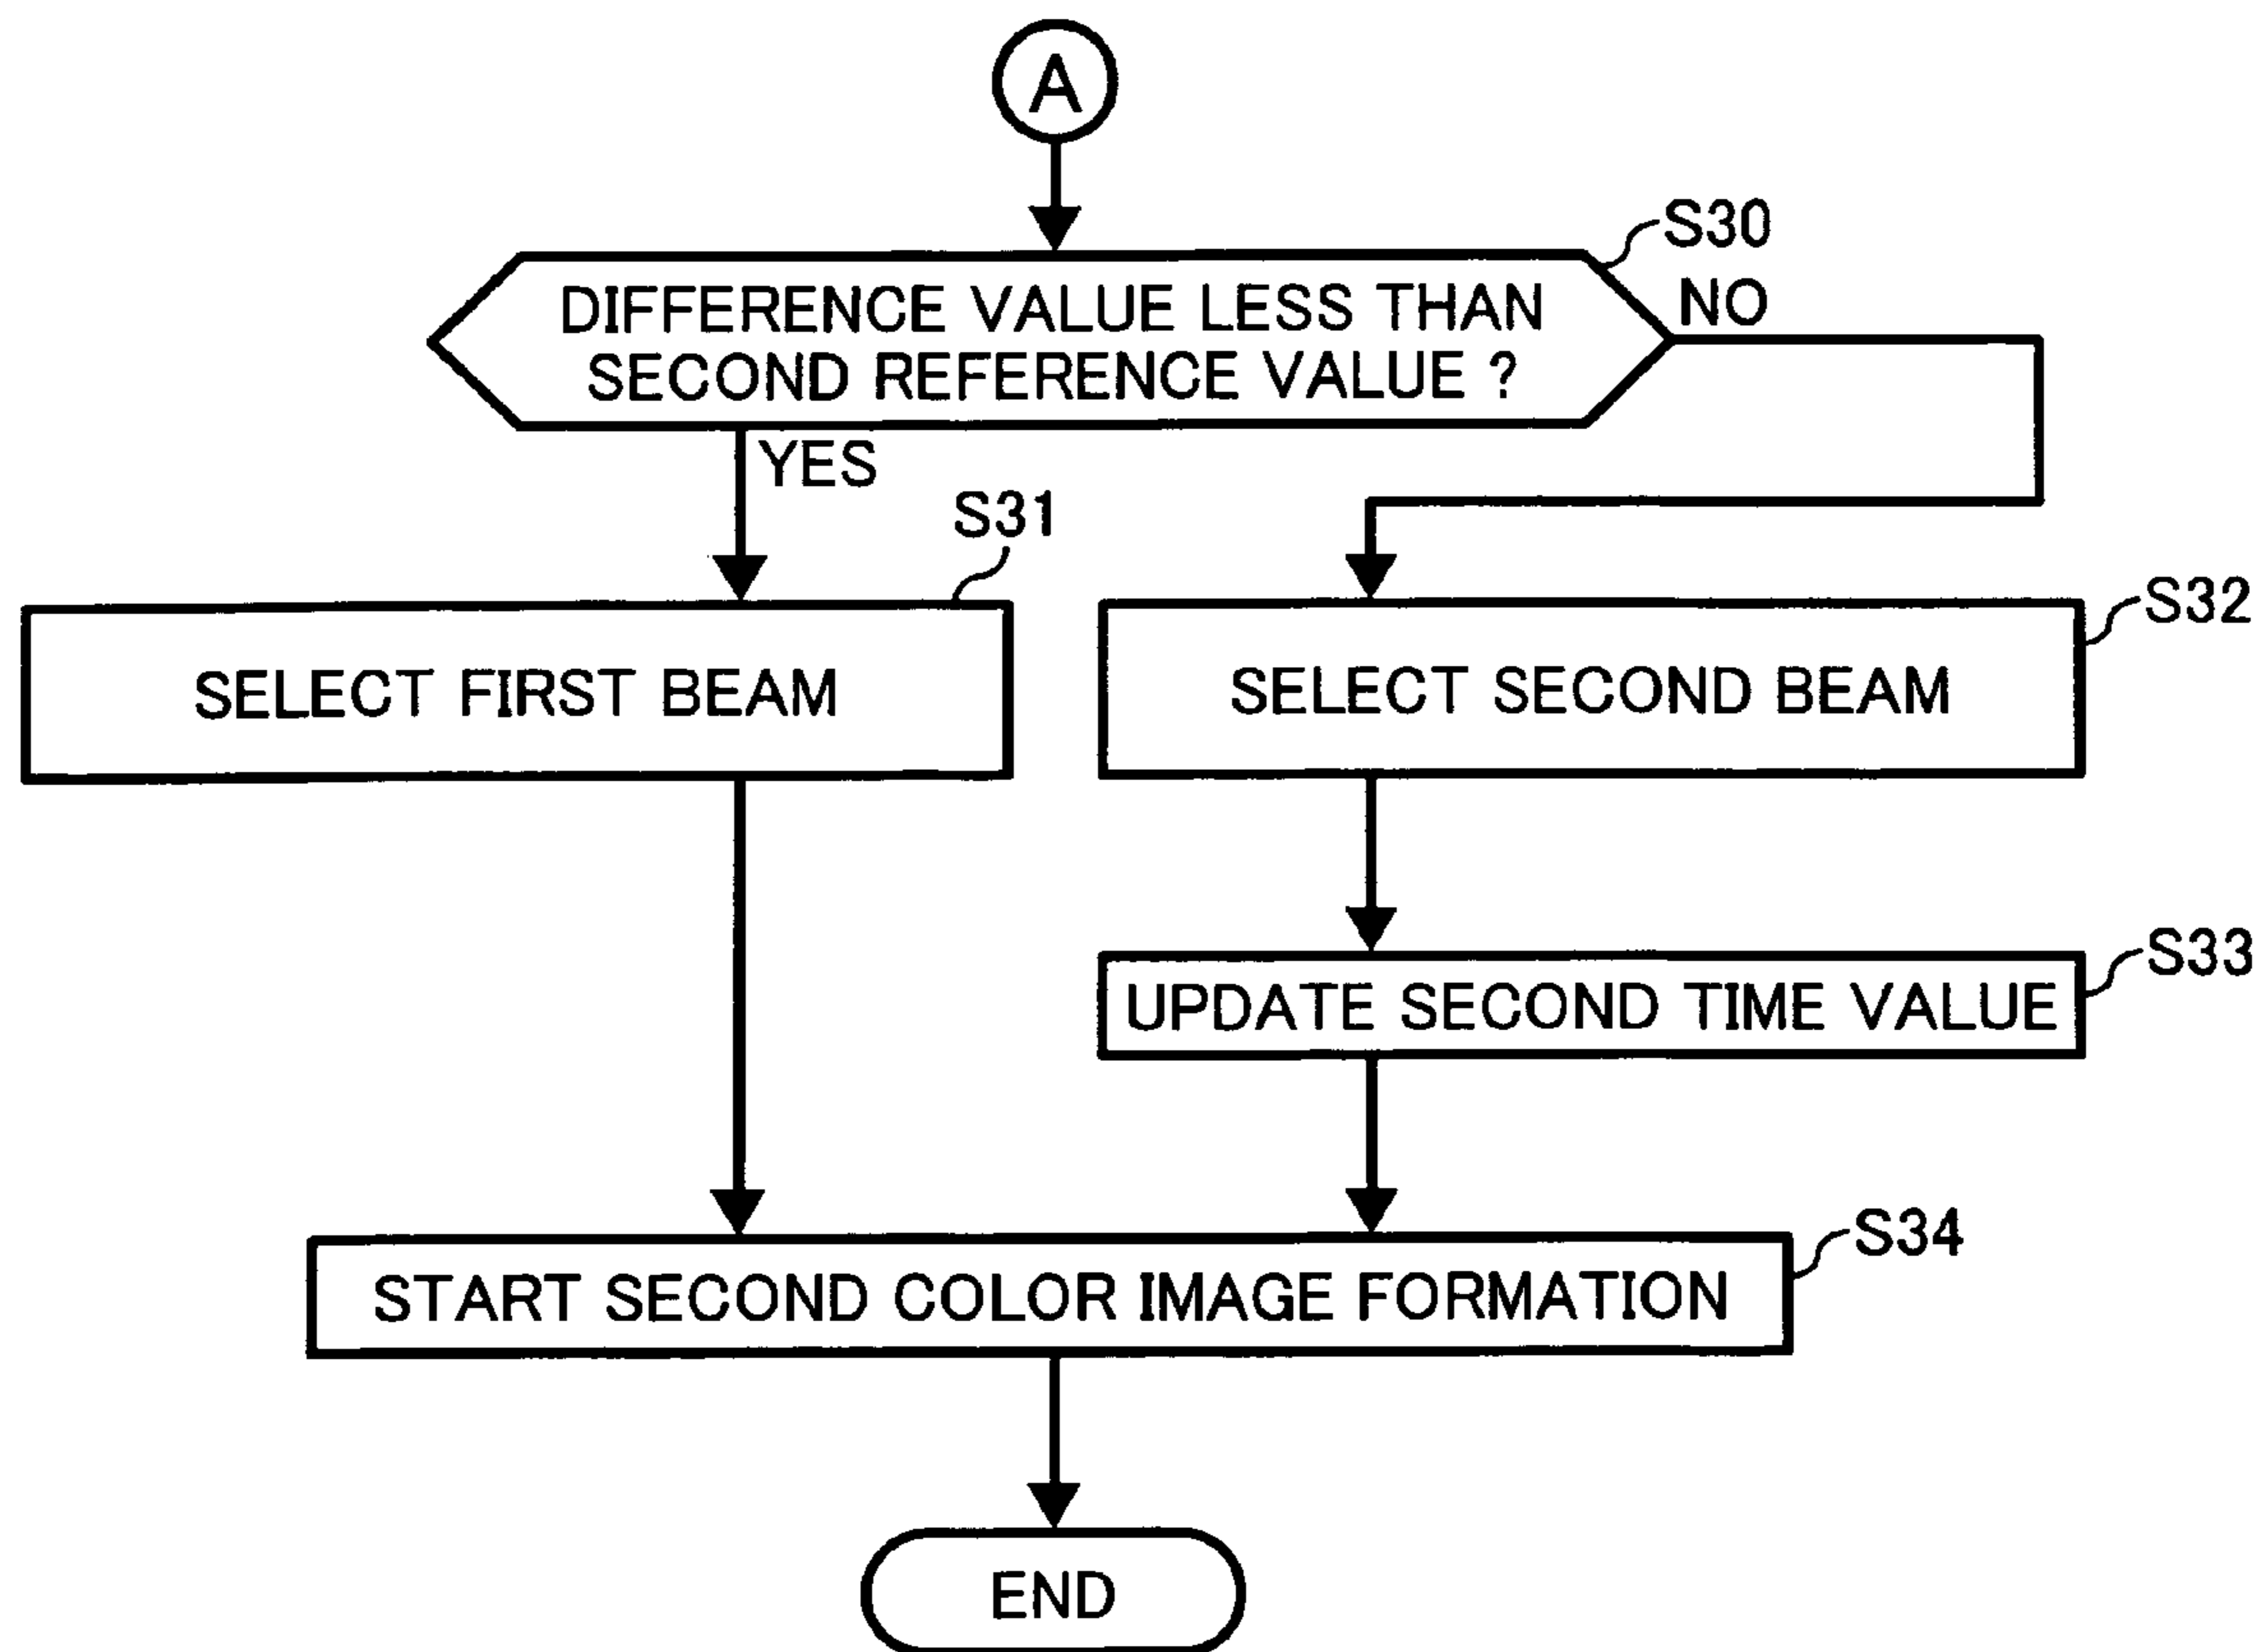 A
S30
DIFFERENCE VALUE LESS THAN
SECOND REFERENCE VALUE ?
NO
YES
S31
SELECT FIRST BEAM
S32
SELECT SECOND BEAM
S33
UPDATE SECOND TIME VALUE
S34
START SECOND COLOR IMAGE FORMATION
END